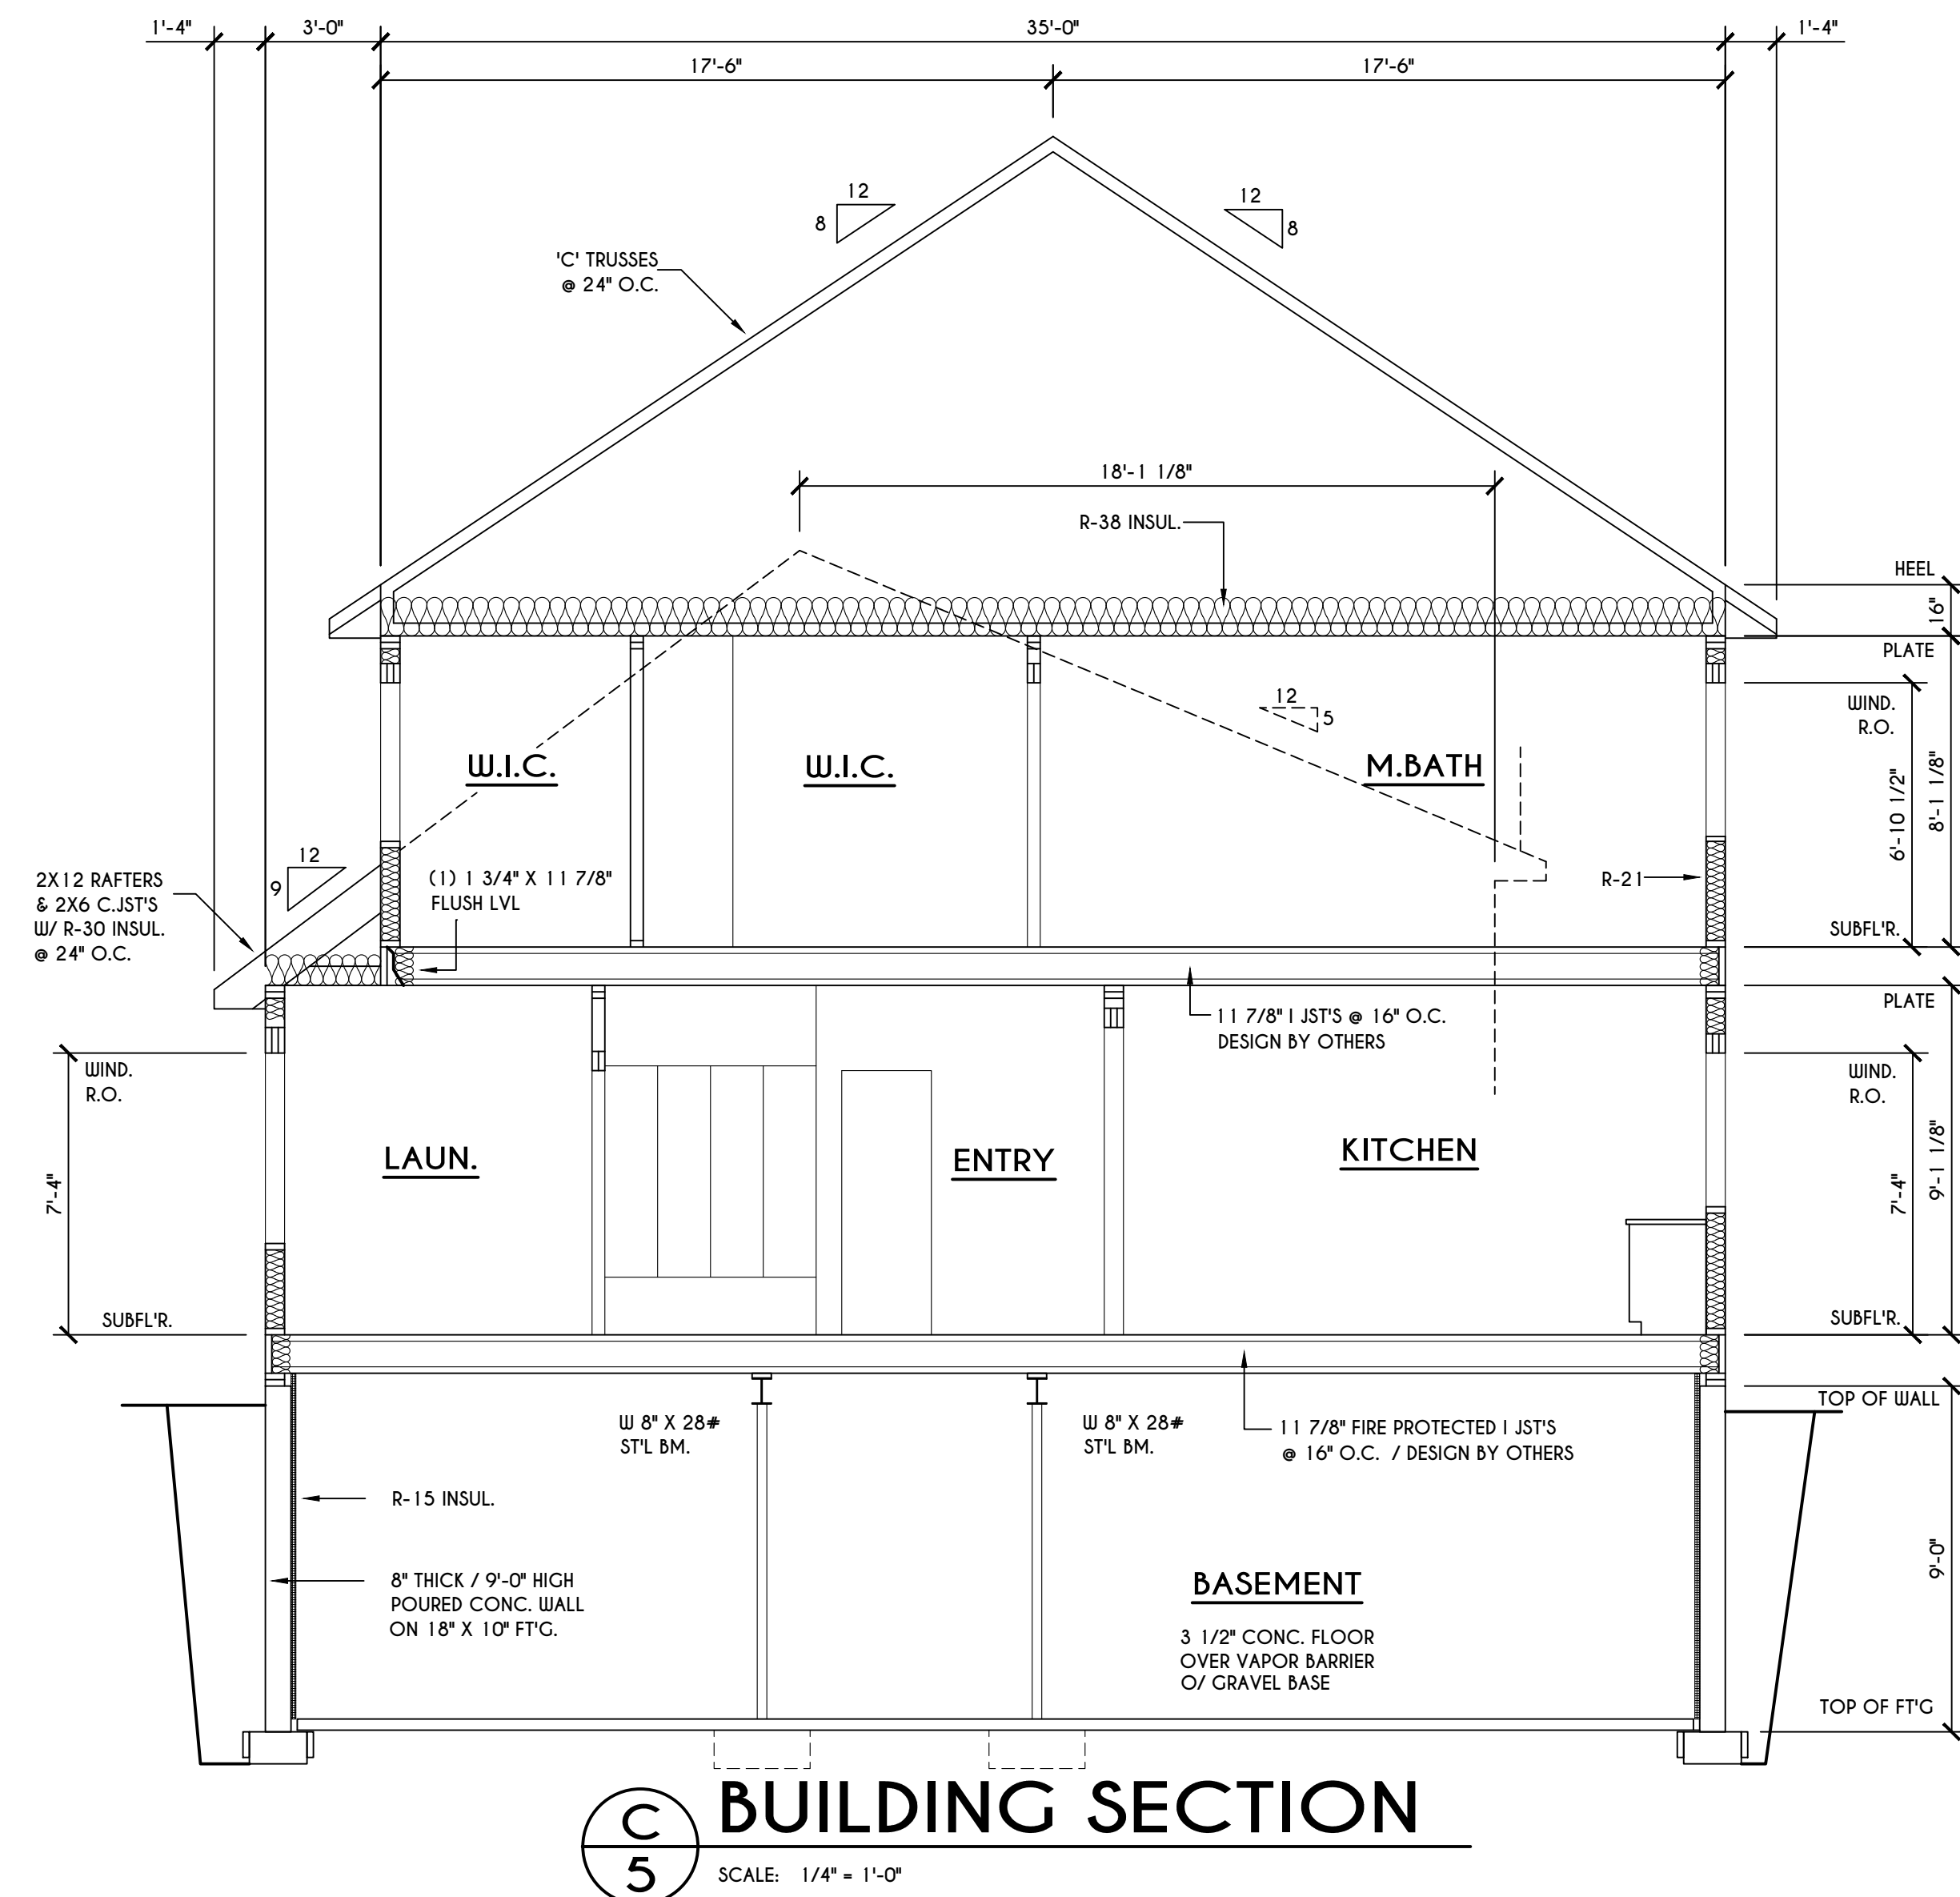 1'-4" 3'-0" 35'-0" 1'-4"
17'-6" 17'-6"
12
8
12
8
'C' TRUSSES
@ 24" O.C.
18'-1 1/8"
R-38 INSUL.
HEEL
16"
PLATE
WIND.
R.O.
12
5
W.I.C.
W.I.C.
M.BATH
6'-10 1/2"
8'-1 1/8"
12
9
2X12 RAFTERS
& 2X6 C.JST'S
W/ R-30 INSUL.
@ 24" O.C.
(1) 1 3/4" X 11 7/8"
FLUSH LVL
R-21
SUBFL'R.
PLATE
11 7/8" I JST'S @ 16" O.C.
DESIGN BY OTHERS
WIND.
R.O.
WIND.
R.O.
LAUN.
ENTRY
KITCHEN
7'-4"
7'-4"
9'-1 1/8"
SUBFL'R.
SUBFL'R.
TOP OF WALL
W 8" X 28#
ST'L BM.
W 8" X 28#
ST'L BM.
11 7/8" FIRE PROTECTED I JST'S
@ 16" O.C. / DESIGN BY OTHERS
R-15 INSUL.
8" THICK / 9'-0" HIGH
POURED CONC. WALL
ON 18" X 10" FT'G.
BASEMENT
9'-0"
3 1/2" CONC. FLOOR
OVER VAPOR BARRIER
O/ GRAVEL BASE
TOP OF FT'G
C
5
BUILDING SECTION
SCALE: 1/4" = 1'-0"